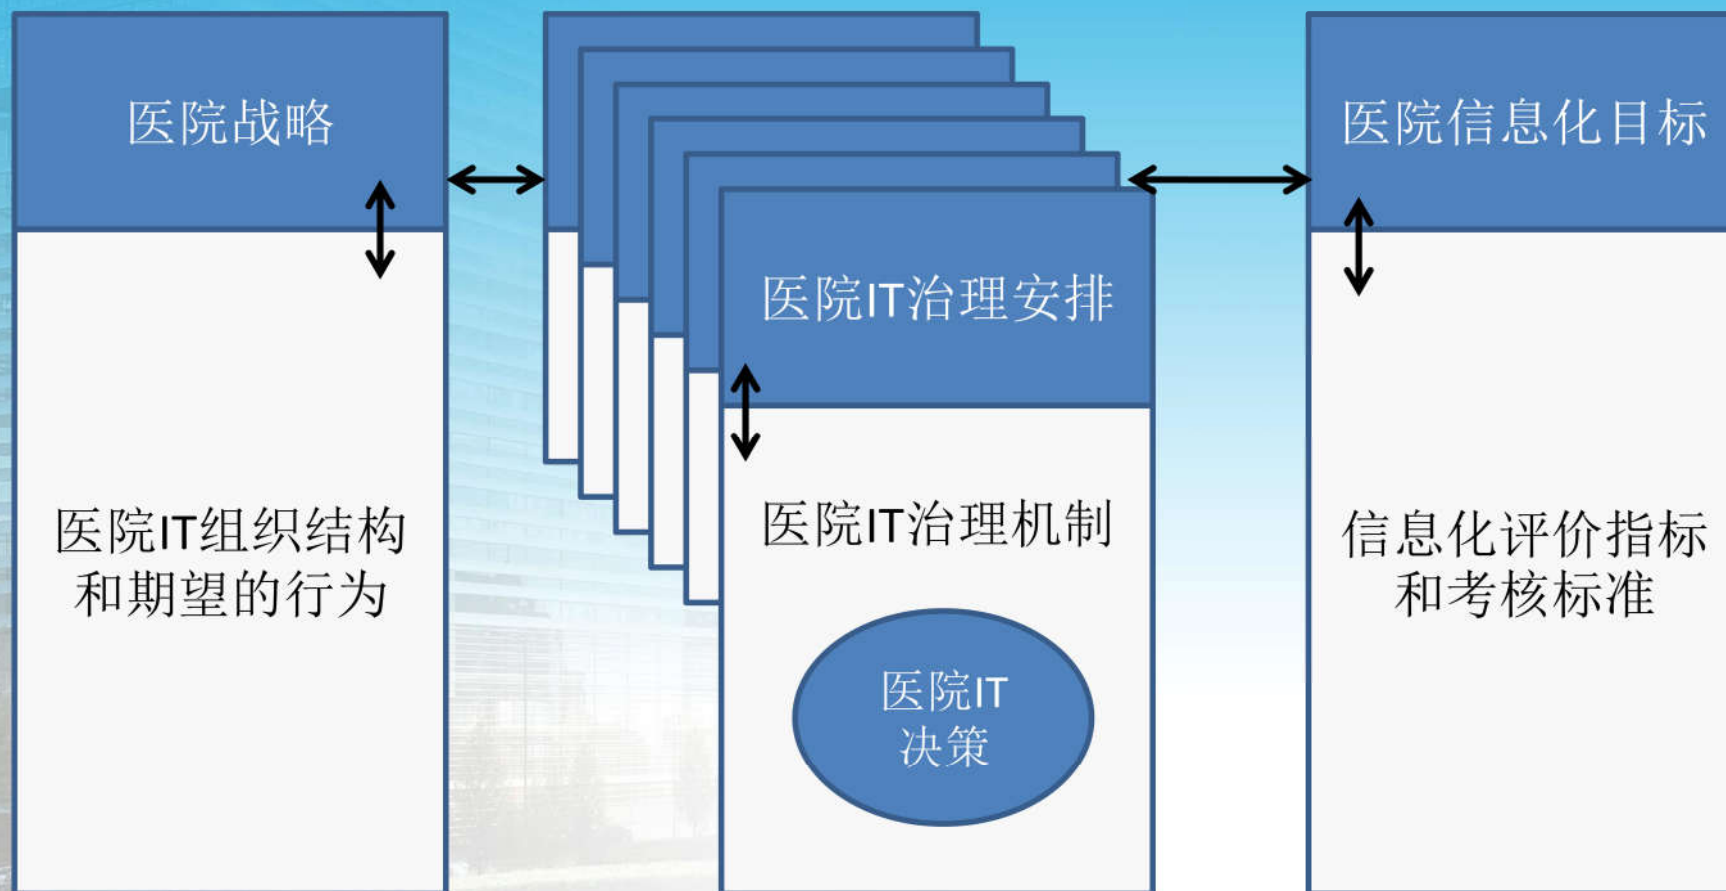 医院战略
医院IT组织结构
和期望的行为
医院IT治理安排
医院IT治理机制
医院IT
决策
医院信息化目标
信息化评价指标
和考核标准